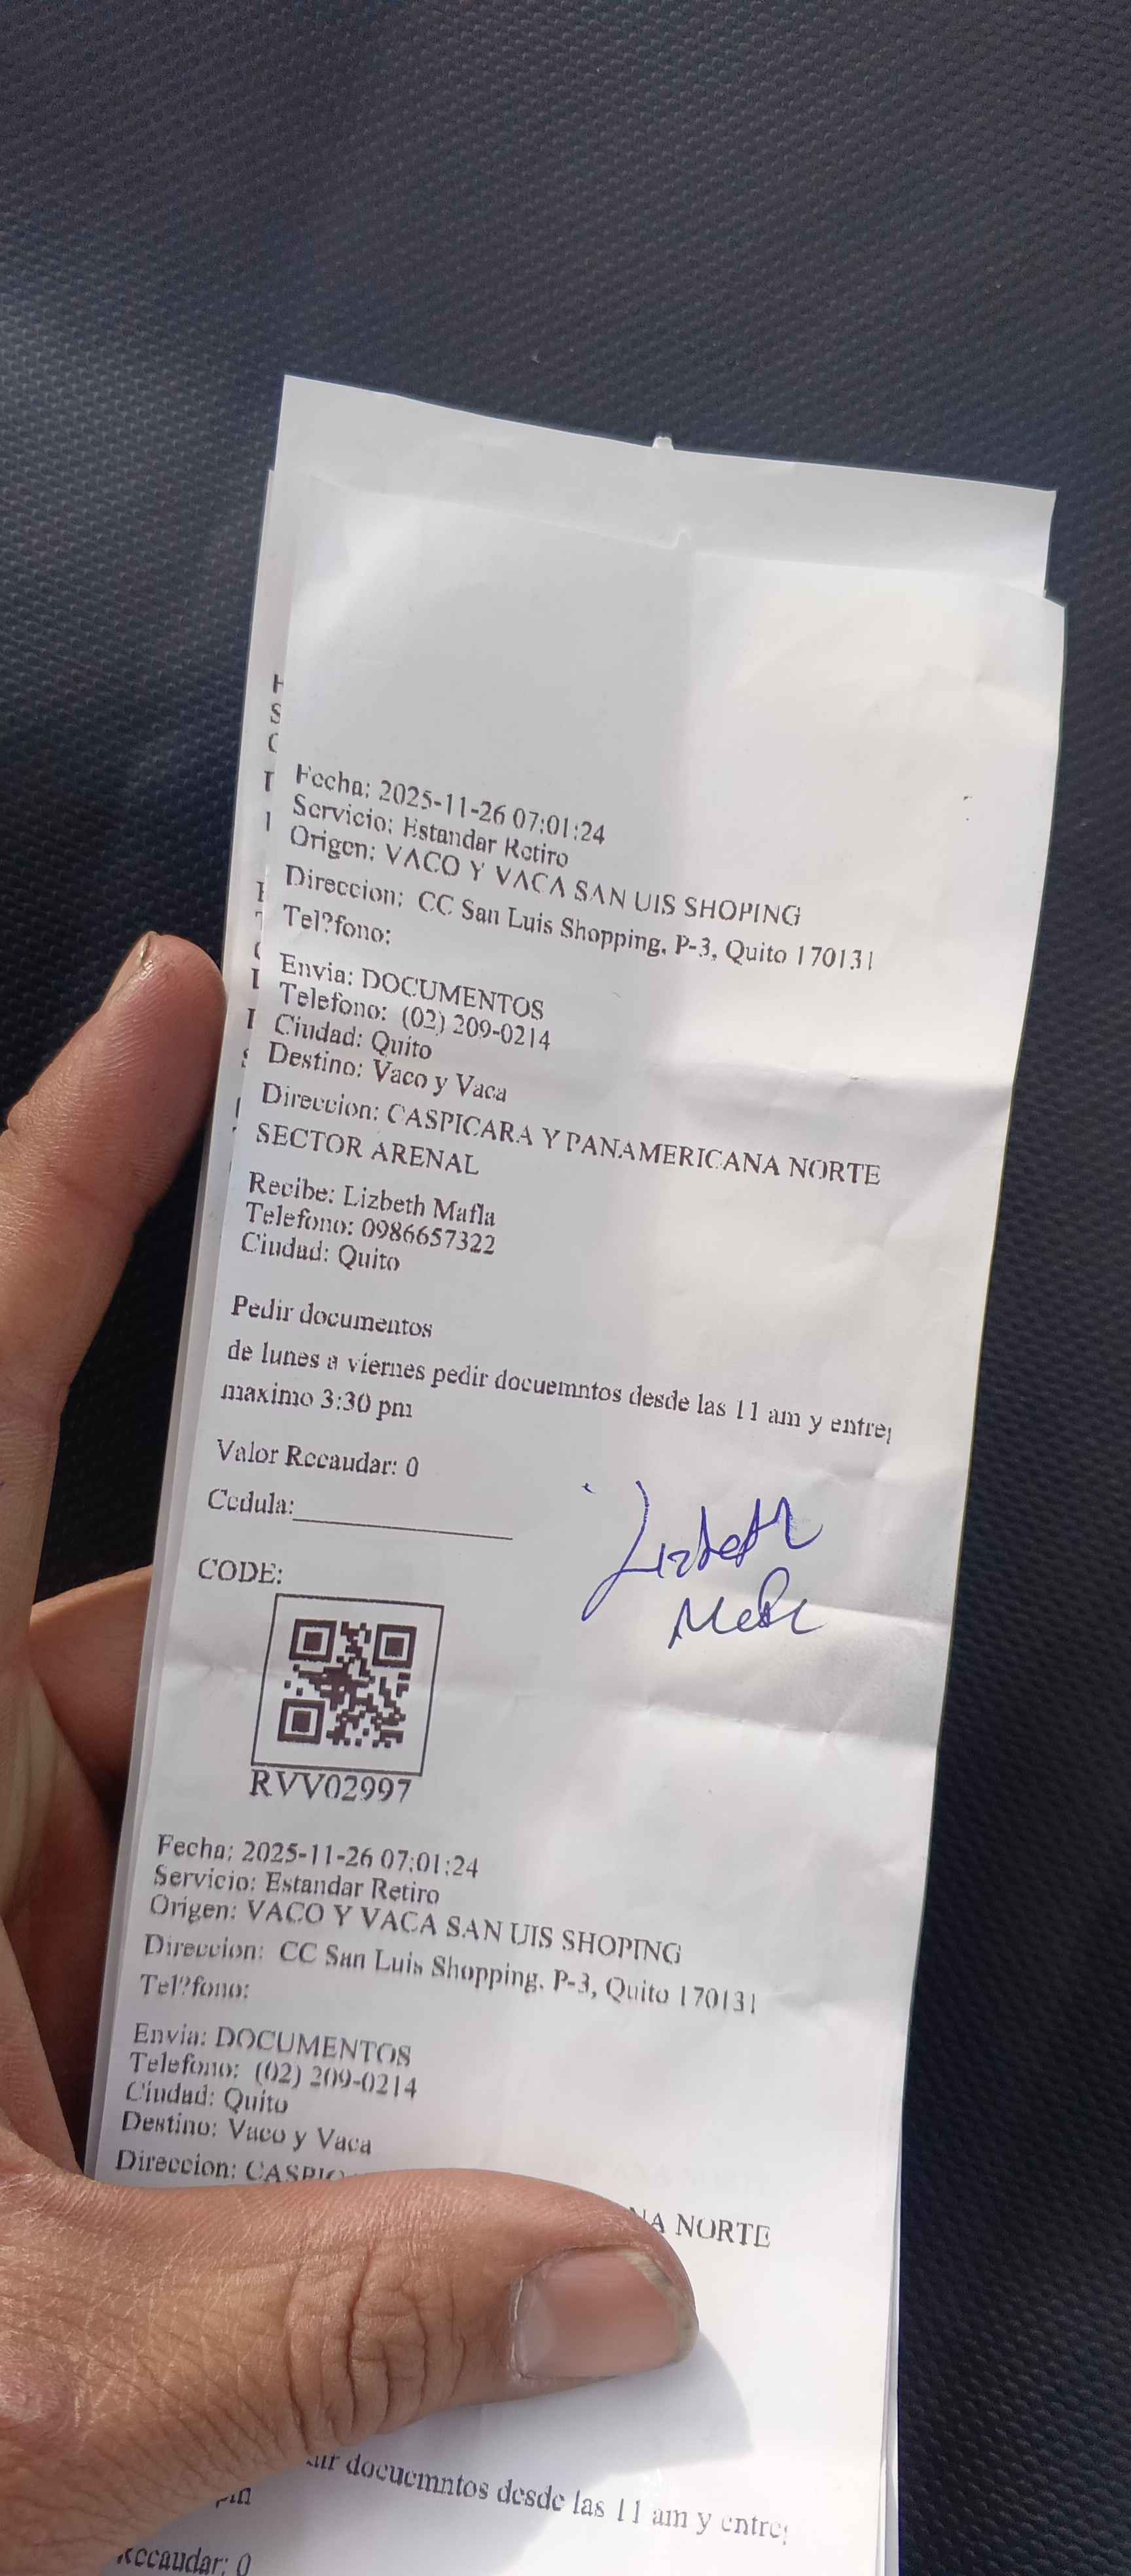 Fecha: 2025-11-26 07:01:24
Servicio: Estandar Retiro
Origen: VACO Y VACA SAN UIS SHOPING
Direccion: CC San Luis Shopping, P-3, Quito 170131
Tel?fono:
Envia: DOCUMENTOS
Telefono: (02) 209-0214
Ciudad: Quito
Destino: Vaco y Vaca
Direccion: CASPICARA Y PANAMERICANA NORTE
SECTOR ARENAL
Recibe: Lizbeth Mafla
Telefono: 0986657322
Ciudad: Quito
Pedir documentos
de lunes a viernes pedir docuemntos desde las 11 am y entre
maximo 3:30 pm
Valor Recaudar: 0
Cedula:
Lizbeth
CODE:
RVV02997
Fecha: 2025-11-26 07:01:24
Servicio: Estandar Retiro
Origen: VACO Y VACA SAN UIS SHOPING
Direccion: CC San Luis Shopping, P-3, Quito 170131
Tel?fono:
Envia: DOCUMENTOS
Telefono: (02) 209-0214
Ciudad: Quito
Destino: Vaco y Vaca
Direccion: NORTE
docuemntos desde las 11 am y entre
Recaudar: 0